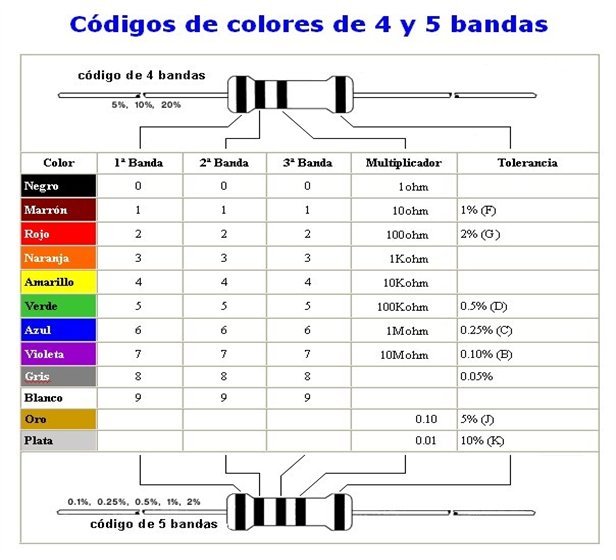 Códigos de colores de 4 y 5 bandas
código de 4 bandas
5%, 10%, 20%
Color 1ª Banda 2ª Banda 3ª Banda Multiplicador Tolerancia
Negro 0 0 0 1ohm
Marrón 1 1 1 10ohm 1% (F)
Rojo 2 2 2 100ohm 2% (G)
Naranja 3 3 3 1Kohm
Amarillo 4 4 4 10Kohm
Verde 5 5 5 100Kohm 0.5% (D)
Azul 6 6 6 1Mohm 0.25% (C)
Violeta 7 7 7 10Mohm 0.10% (B)
Gris 8 8 8 0.05%
Blanco 9 9 9
Oro 0.10 5% (J)
Plata 0.01 10% (K)
0.1%, 0.25%, 0.5%, 1%, 2%
código de 5 bandas